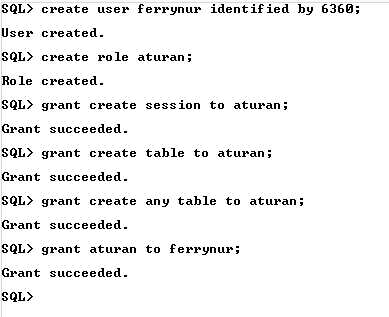 SQL> create user ferrynur identified by 6360;
User created.
SQL> create role aturan;
Role created.
SQL> grant create session to aturan;
Grant succeeded.
SQL> grant create table to aturan;
Grant succeeded.
SQL> grant create any table to aturan;
Grant succeeded.
SQL> grant aturan to ferrynur;
Grant succeeded.
SQL>